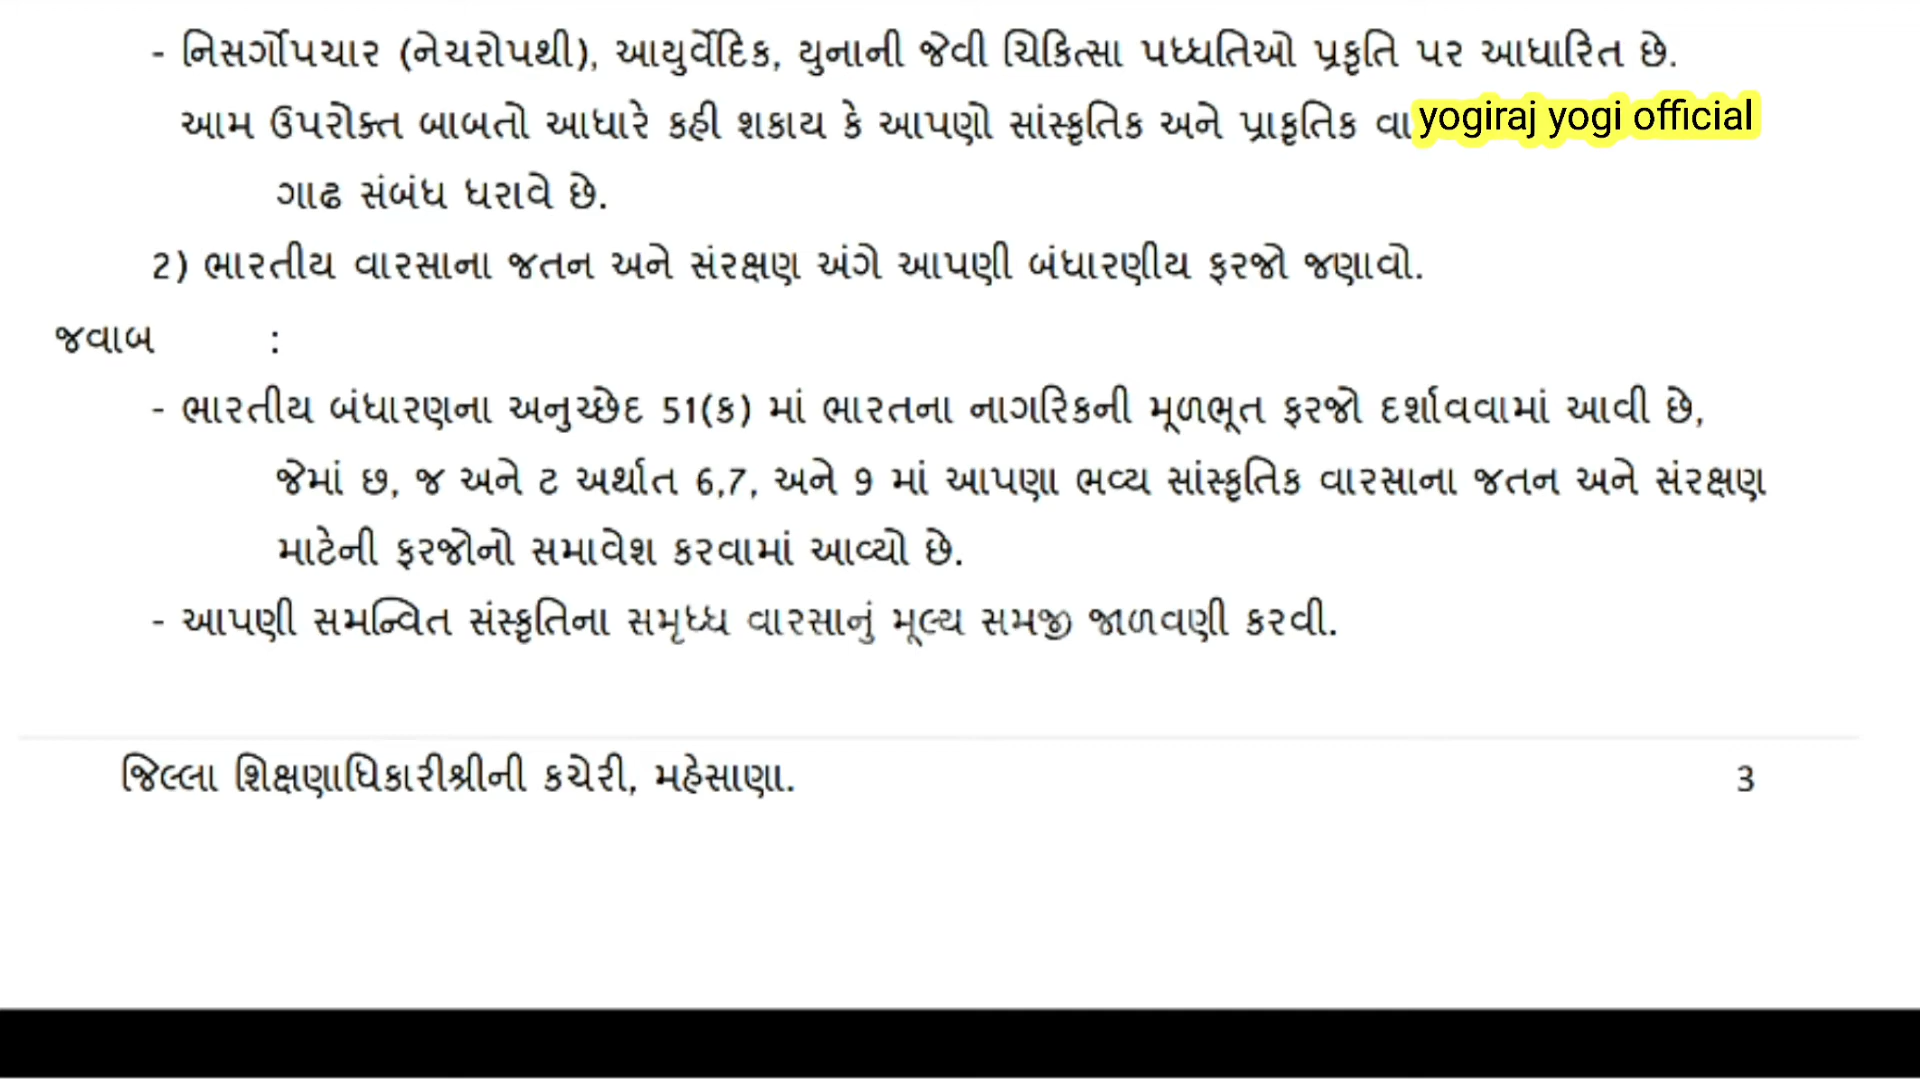 - નિસર્ગોપચાર (નેચરોપથી), આયુર્વેદિક, યુનાની જેવી ચિકિત્સા પધ્ધતિઓ પ્રકૃતિ પર આધારિત છે.
આમ ઉપરોક્ત બાબતો આધારે કહી શકાય કે આપણો સાંસ્કૃતિક અને પ્રાકૃતિક yogiraj yogi official
ગાઢ સંબંધ ધરાવે છે.
2) ભારતીય વારસાના જતન અને સંરક્ષણ અંગે આપણી બંધારણીય ફરજો જણાવો.
જવાબ :
- ભારતીય બંધારણના અનુચ્છેદ 51(ક) માં ભારતના નાગરિકની મૂળભૂત ફરજો દર્શાવવામાં આવી છે,
જેમાં છ, જ અને ટ અર્થાત 6,7, અને 9 માં આપણા ભવ્ય સાંસ્કૃતિક વારસાના જતન અને સંરક્ષણ
માટેની ફરજોનો સમાવેશ કરવામાં આવ્યો છે.
- આપણી સમન્વિત સંસ્કૃતિના સમૃધ્ધ વારસાનું મૂલ્ય સમજી જાળવણી કરવી.
જિલ્લા શિક્ષણાધિકારીશ્રીની કચેરી, મહેસાણા. 3